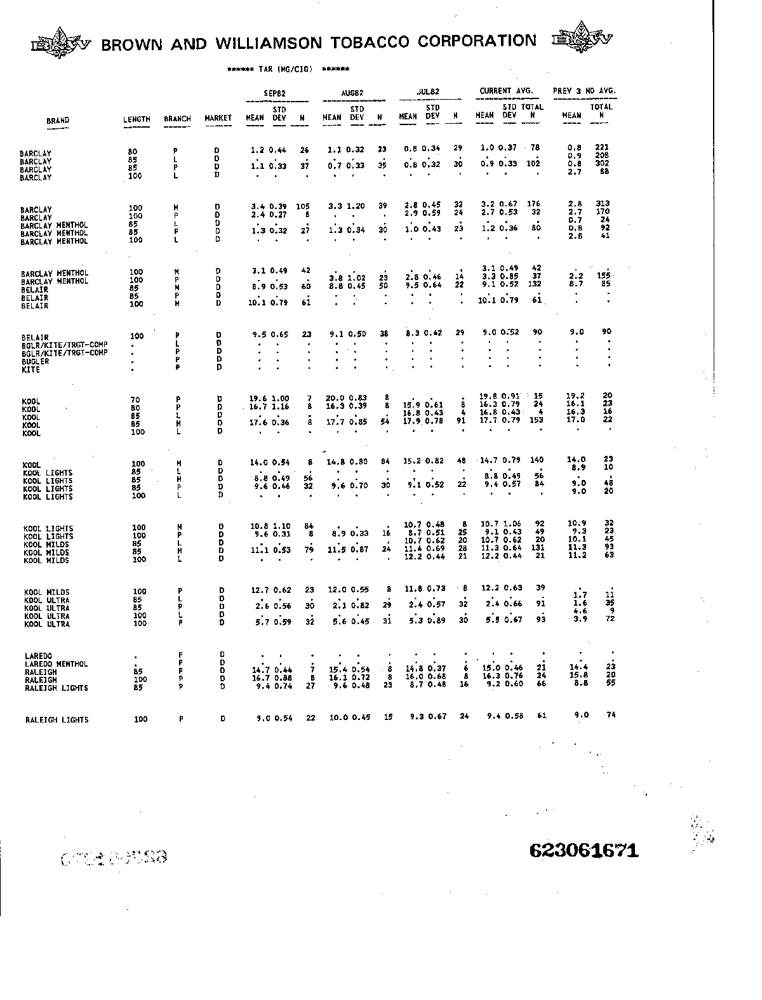 BROWN AND WILLIAMSON TOBACCO CORPORATION
****** TAR (MG/CIG) ******
SEP82 AUG82 JUL82 CURRENT AVG. PREV 3 MO AVG.
STD STD STD STD TOTAL TOTAL
BRAND LENGTH BRANCH MARKET MEAN DEV N MEAN DEV N MEAN DEV N MEAN DEV N MEAN N
BARCLAY 80 P D 1.2 0.44 26 1.1 0.32 23 0.8 0.34 29 1.0 0.37 78 0.8 221
BARCLAY 85 L D . . . . . . . . . . . . 0.9 208
BARCLAY 85 P D 1.1 0.33 37 0.7 0.33 35 0.8 0.32 30 0.9 0.33 102 0.8 302
BARCLAY 100 L D . . . . . . . . . . . . 2.7 88
BARCLAY 100 M D 3.4 0.39 105 3.3 1.20 39 2.8 0.45 32 3.2 0.67 176 2.8 313
BARCLAY 100 P D 2.4 0.27 8 . . . 2.9 0.59 24 2.7 0.53 32 2.7 170
BARCLAY MENTHOL 85 L D . . . . . . . . . . . . 0.7 24
BARCLAY MENTHOL 85 P D 1.3 0.32 27 1.3 0.34 30 1.0 0.43 23 1.2 0.36 80 0.8 92
BARCLAY MENTHOL 100 L D . . . . . . . . . . . . 2.8 41
BARCLAY MENTHOL 100 M D 3.1 0.49 42 . . . . . . 3.1 0.49 42 . .
BARCLAY MENTHOL 100 P D . . . 3.8 1.02 23 2.8 0.46 14 3.3 0.85 37 2.2 155
BELAIR 85 M D 8.9 0.53 60 8.8 0.45 50 9.5 0.64 22 9.1 0.52 132 8.7 85
BELAIR 85 P D . . . . . . . . . . . . . .
BELAIR 100 M D 10.1 0.79 61 . . . . . . 10.1 0.79 61 . .
BELAIR 100 P D 9.5 0.65 23 9.1 0.50 38 8.3 0.42 29 9.0 0.52 90 9.0 90
BGLR/KITE/TRGT-COMP . L D . . . . . . . . . . . . . .
BGLR/KITE/TRGT-COMP . P D . . . . . . . . . . . . . .
BUGLER . P D . . . . . . . . . . . . . .
KITE . P D . . . . . . . . . . . . . .
KOOL 70 P D 19.6 1.00 7 20.0 0.83 8 . . . 19.8 0.91 15 19.2 20
KOOL 80 P D 16.7 1.16 8 16.3 0.39 8 15.9 0.61 8 16.3 0.79 24 16.1 23
KOOL 85 L D . . . . . . 16.8 0.43 4 16.8 0.43 4 16.3 16
KOOL 85 M D 17.6 0.36 8 17.7 0.85 54 17.9 0.78 91 17.7 0.79 153 17.0 22
KOOL 100 L D . . . . . . . . . . . . . .
KOOL 100 M D 14.0 0.54 8 14.8 0.80 84 15.2 0.82 48 14.7 0.79 140 14.0 23
KOOL LIGHTS 85 L D . . . . . . . . . . . . 8.9 10
KOOL LIGHTS 85 M D 8.8 0.49 56 . . . . . . 8.8 0.49 56 . .
KOOL LIGHTS 85 P D 9.6 0.46 32 9.6 0.70 30 9.1 0.52 22 9.4 0.57 84 9.0 48
KOOL LIGHTS 100 L D . . . . . . . . . . . . 9.0 20
KOOL LIGHTS 100 M D 10.8 1.10 84 . . . 10.7 0.48 8 10.7 1.06 92 10.9 32
KOOL LIGHTS 100 P D 9.6 0.31 8 8.9 0.33 16 8.7 0.51 25 9.1 0.43 49 9.3 23
KOOL MILDS 85 L D . . . . . . 10.7 0.62 20 10.7 0.62 20 10.1 45
KOOL MILDS 85 M D 11.1 0.53 79 11.5 0.87 24 11.4 0.69 28 11.3 0.64 131 11.3 93
KOOL MILDS 100 L D . . . . . . 12.2 0.44 21 12.2 0.44 21 11.2 63
KOOL MILDS 100 P D 12.7 0.62 23 12.0 0.55 8 11.8 0.73 8 12.2 0.63 39 . .
KOOL ULTRA 85 L D . . . . . . . . . . . . 1.7 11
KOOL ULTRA 85 P D 2.6 0.56 30 2.1 0.82 29 2.4 0.57 32 2.4 0.66 91 1.6 35
KOOL ULTRA 100 L D . . . . . . . . . . . . 4.6 9
KOOL ULTRA 100 P D 5.7 0.59 32 5.6 0.45 31 5.3 0.89 30 5.5 0.67 93 3.9 72
LAREDO . P D . . . . . . . . . . . . . .
LAREDO MENTHOL . P D . . . . . . . . . . . . . .
RALEIGH 85 P D 14.7 0.44 7 15.4 0.54 8 14.8 0.37 6 15.0 0.46 21 14.4 23
RALEIGH 100 P D 16.7 0.88 8 16.1 0.72 8 16.0 0.68 8 16.3 0.76 24 15.8 20
RALEIGH LIGHTS 85 P D 9.4 0.74 27 9.6 0.48 23 8.7 0.48 16 9.2 0.60 66 8.8 55
RALEIGH LIGHTS 100 P D 9.0 0.54 22 10.0 0.45 15 9.3 0.67 24 9.4 0.58 61 9.0 74
623061671